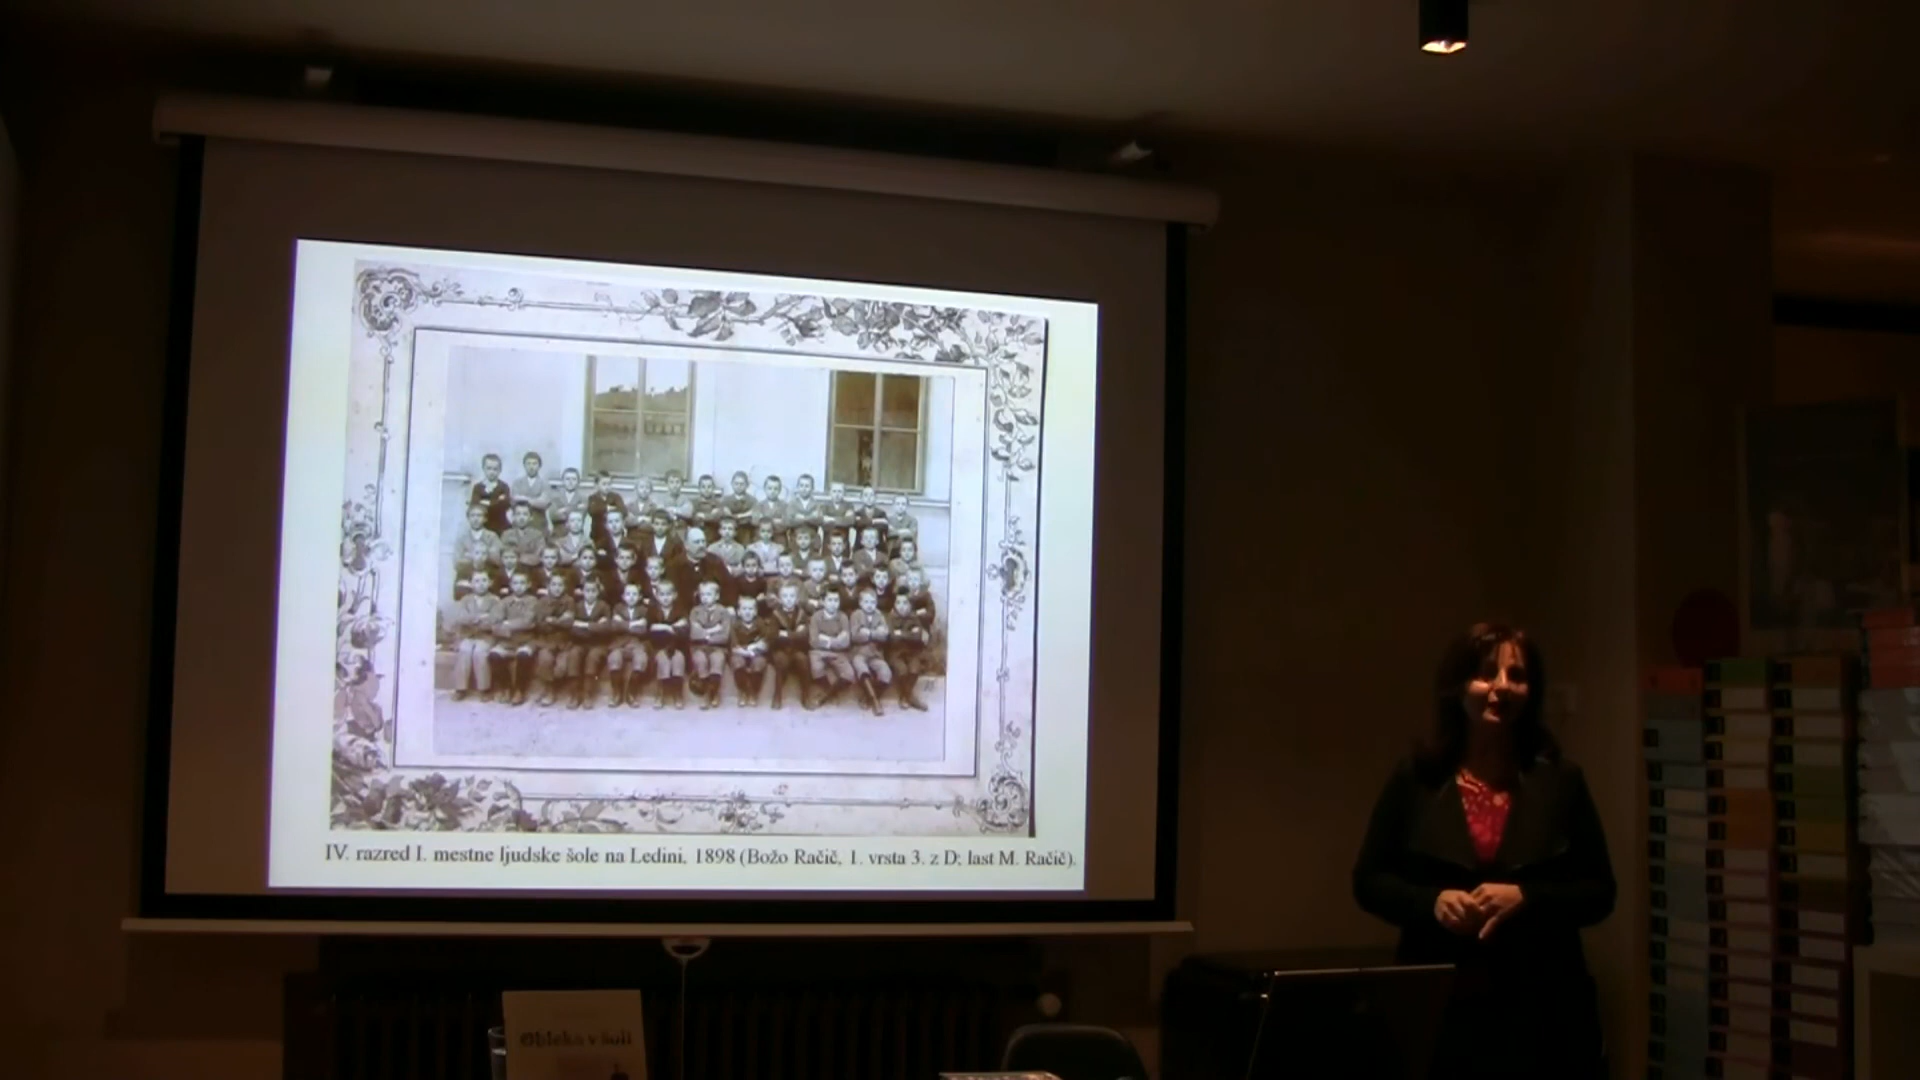 IV. razred I. mestne ljudske šole na Ledini, 1898 (Božo Račič, 1. vrsta 3. z D; last M. Račič).
Obleka v šoli